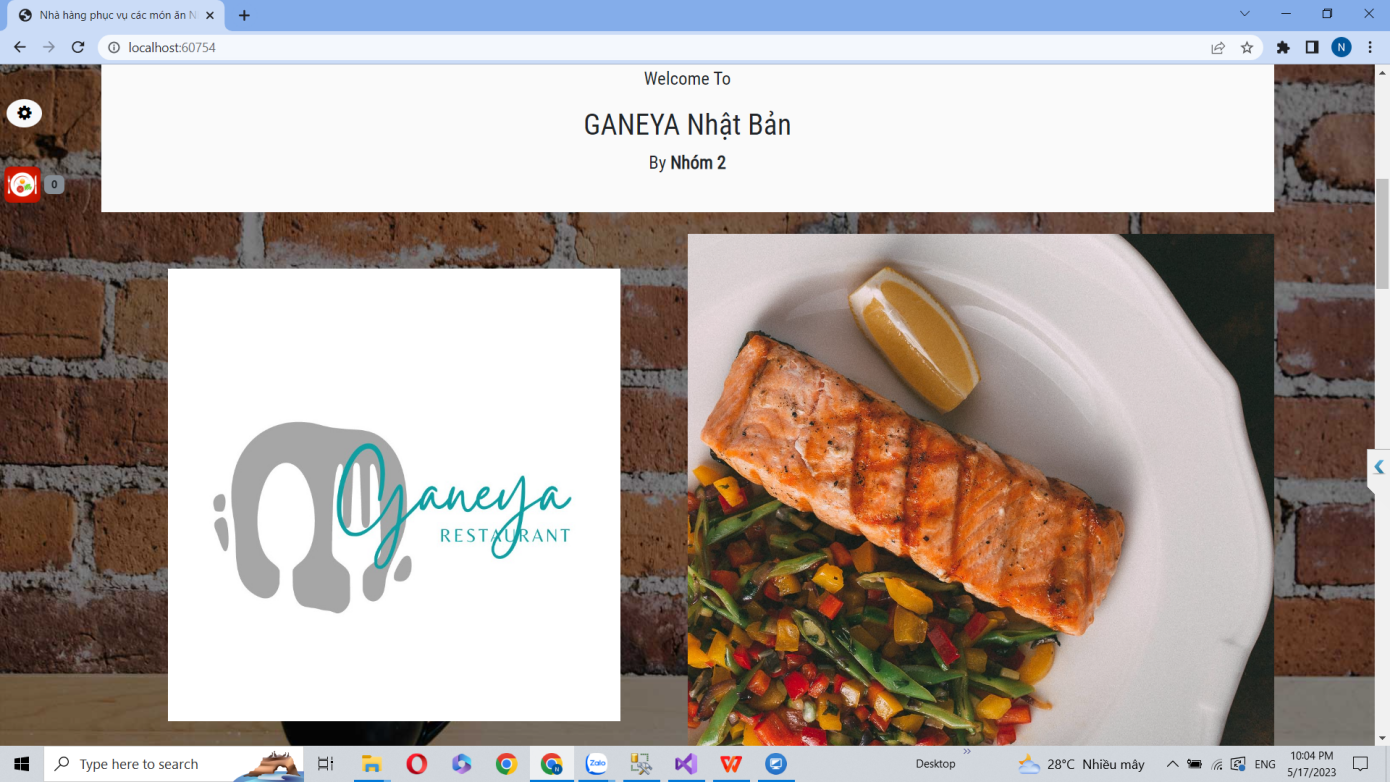 Nhà hàng phục vụ các món ăn N
localhost:60754
N
Welcome To
GANEYA Nhật Bản
By Nhóm 2
0
Ganeya
RESTAURANT
Type here to search
N
Zalo
Desktop
28°C Nhiều mây
ENG
10:04 PM
5/17/2023